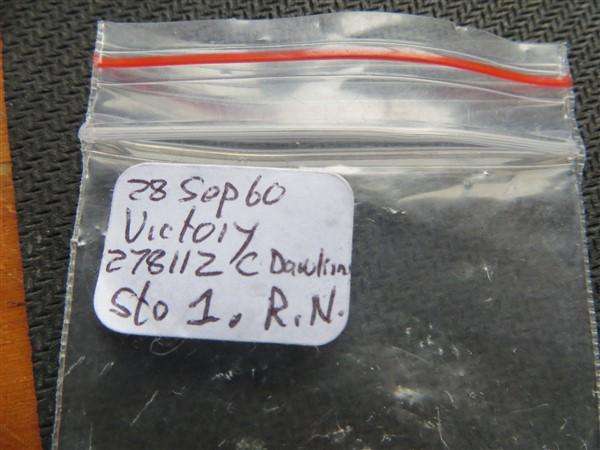 28 Sep 60
Victory
278112 C Dawlin
Sto 1. R.N.